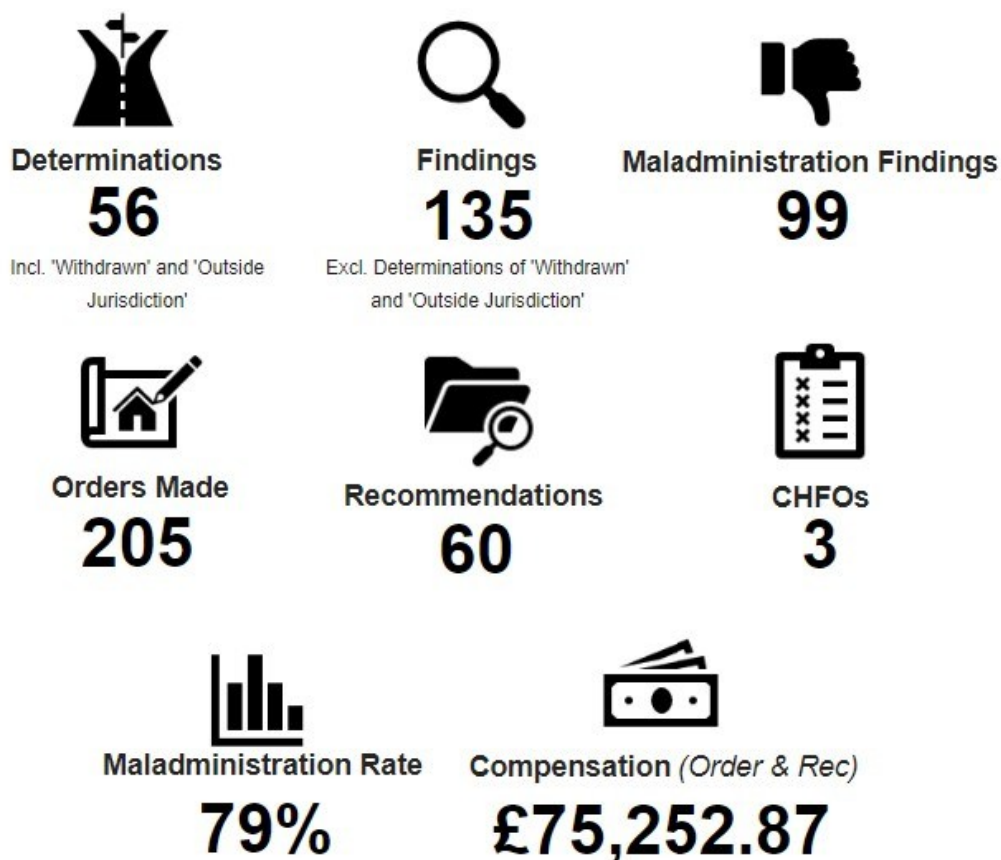 Determinations
56
Incl. 'Withdrawn' and 'Outside
Jurisdiction'
Findings
135
Excl. Determinations of 'Withdrawn'
and 'Outside Jurisdiction'
Maladministration Findings
99
Orders Made
205
Recommendations
60
CHFOs
3
Maladministration Rate
79%
Compensation (Order & Rec)
£75,252.87